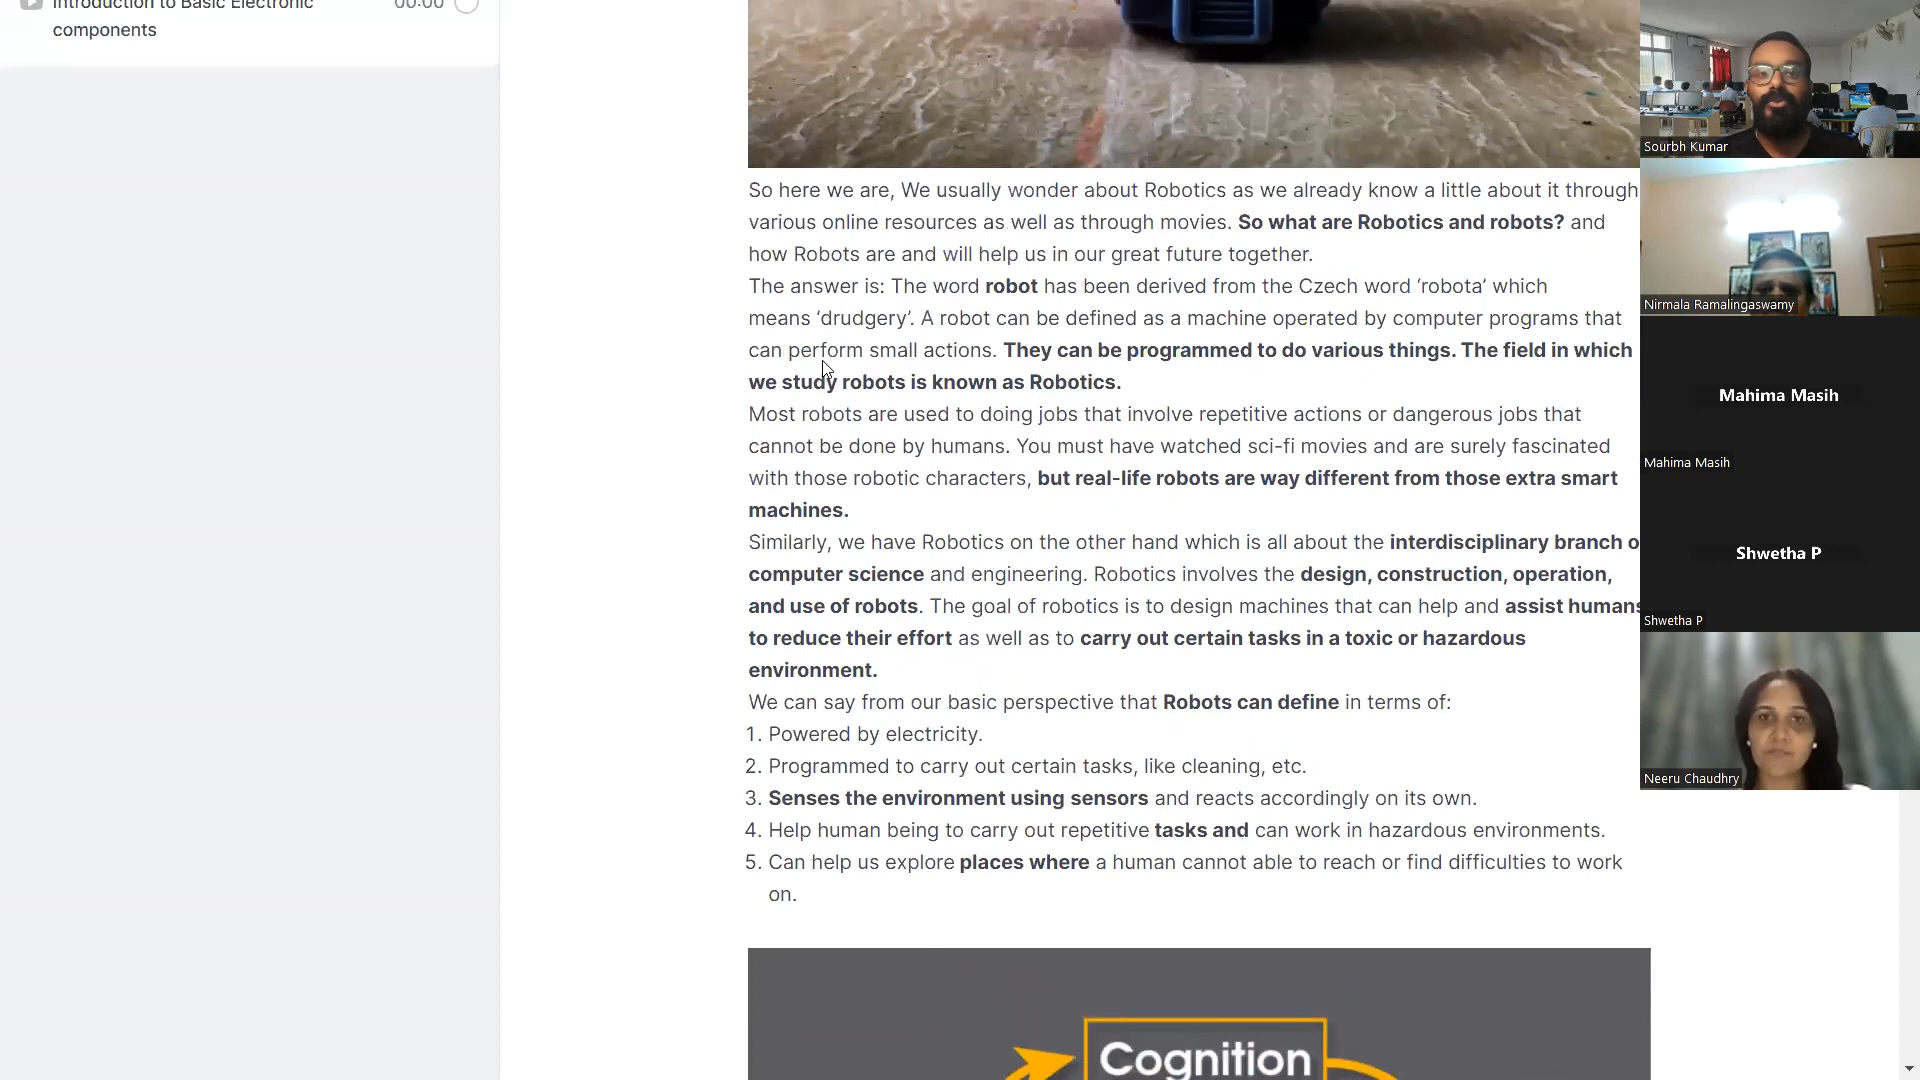 Introduction to Basic Electronic
components
00:00
So here we are, We usually wonder about Robotics as we already know a little about it through
various online resources as well as through movies. So what are Robotics and robots? and
how Robots are and will help us in our great future together.
The answer is: The word robot has been derived from the Czech word ‘robota’ which
means ‘drudgery’. A robot can be defined as a machine operated by computer programs that
can perform small actions. They can be programmed to do various things. The field in which
we study robots is known as Robotics.
Most robots are used to doing jobs that involve repetitive actions or dangerous jobs that
cannot be done by humans. You must have watched sci-fi movies and are surely fascinated
with those robotic characters, but real-life robots are way different from those extra smart
machines.
Similarly, we have Robotics on the other hand which is all about the interdisciplinary branch o
computer science and engineering. Robotics involves the design, construction, operation,
and use of robots. The goal of robotics is to design machines that can help and assist humans
to reduce their effort as well as to carry out certain tasks in a toxic or hazardous
environment.
We can say from our basic perspective that Robots can define in terms of:
1. Powered by electricity.
2. Programmed to carry out certain tasks, like cleaning, etc.
3. Senses the environment using sensors and reacts accordingly on its own.
4. Help human being to carry out repetitive tasks and can work in hazardous environments.
5. Can help us explore places where a human cannot able to reach or find difficulties to work
on.
Cognition
Sourbh Kumar
Nirmala Ramalingaswamy
Mahima Masih
Mahima Masih
Shwetha P
Shwetha P
Neeru Chaudhry